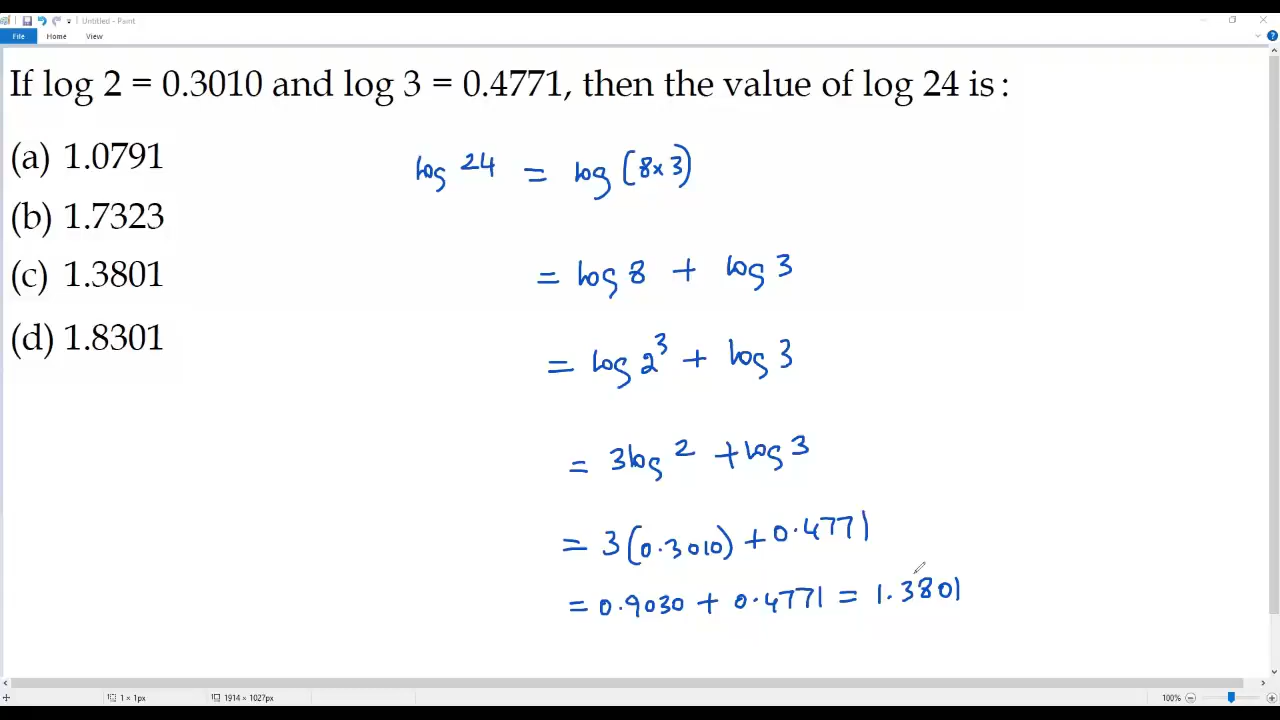 Untitled - Paint
File Home View
If log 2 = 0.3010 and log 3 = 0.4771, then the value of log 24 is :
(a) 1.0791
(b) 1.7323
(c) 1.3801
(d) 1.8301
log 24 = log (8×3)
= log 8 + log 3
= log 2³ + log 3
= 3log 2 + log 3
= 3(0.3010) + 0.4771
= 0.9030 + 0.4771 = 1.3801
1 × 1px 1914 × 1027px 100%